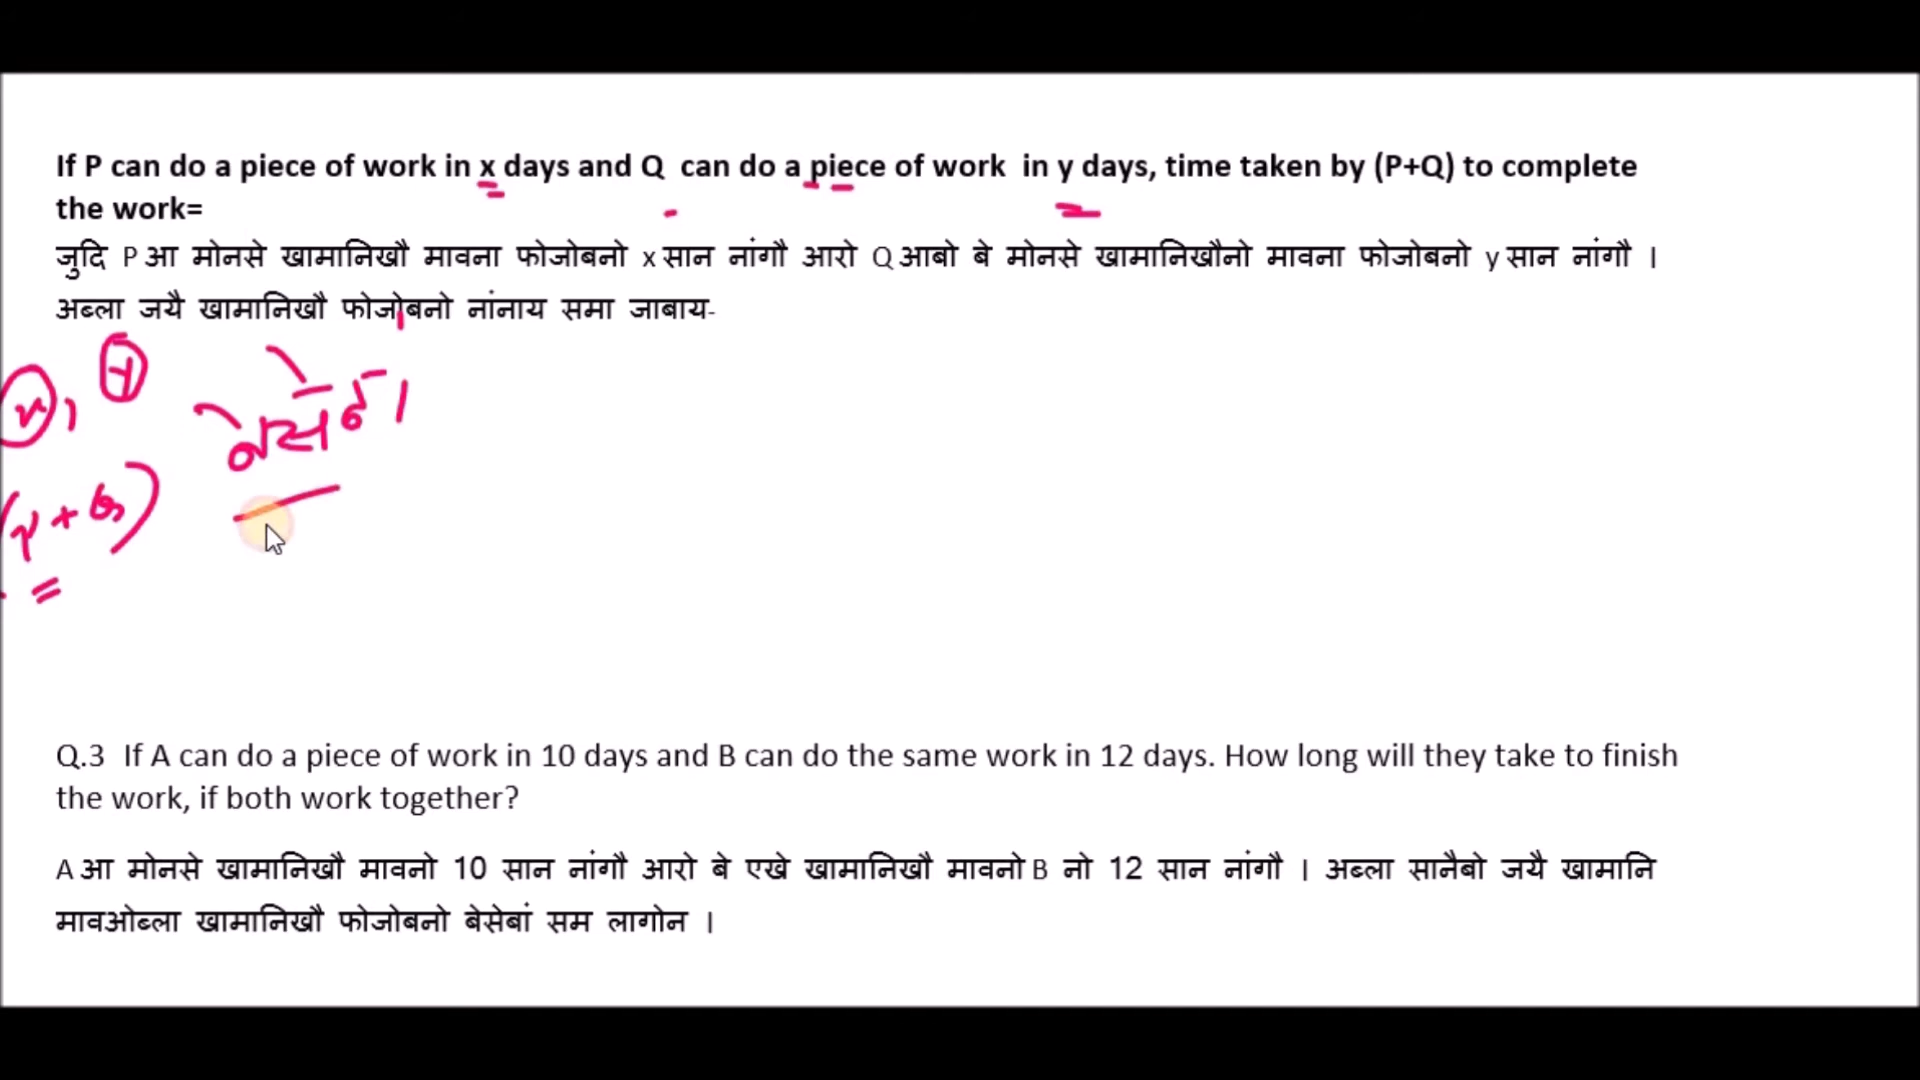 If P can do a piece of work in x days and Q can do a piece of work in y days, time taken by (P+Q) to complete
the work=
जुदि P आ मोनसे खामानिखौ मावना फोजोबनो x सान नांगौ आरो Q आबो बे मोनसे खामानिखौनो मावना फोजोबनो y सान नांगौ ।
अब्ला जयै खामानिखौ फोजोबनो नांनाय समा जाबाय-
x, y
(P+Q)
=
Q.3 If A can do a piece of work in 10 days and B can do the same work in 12 days. How long will they take to finish
the work, if both work together?
A आ मोनसे खामानिखौ मावनो 10 सान नांगौ आरो बे एखे खामानिखौ मावनो B नो 12 सान नांगौ । अब्ला सानैबो जयै खामानि
मावओब्ला खामानिखौ फोजोबनो बेसेबां सम लागोन ।